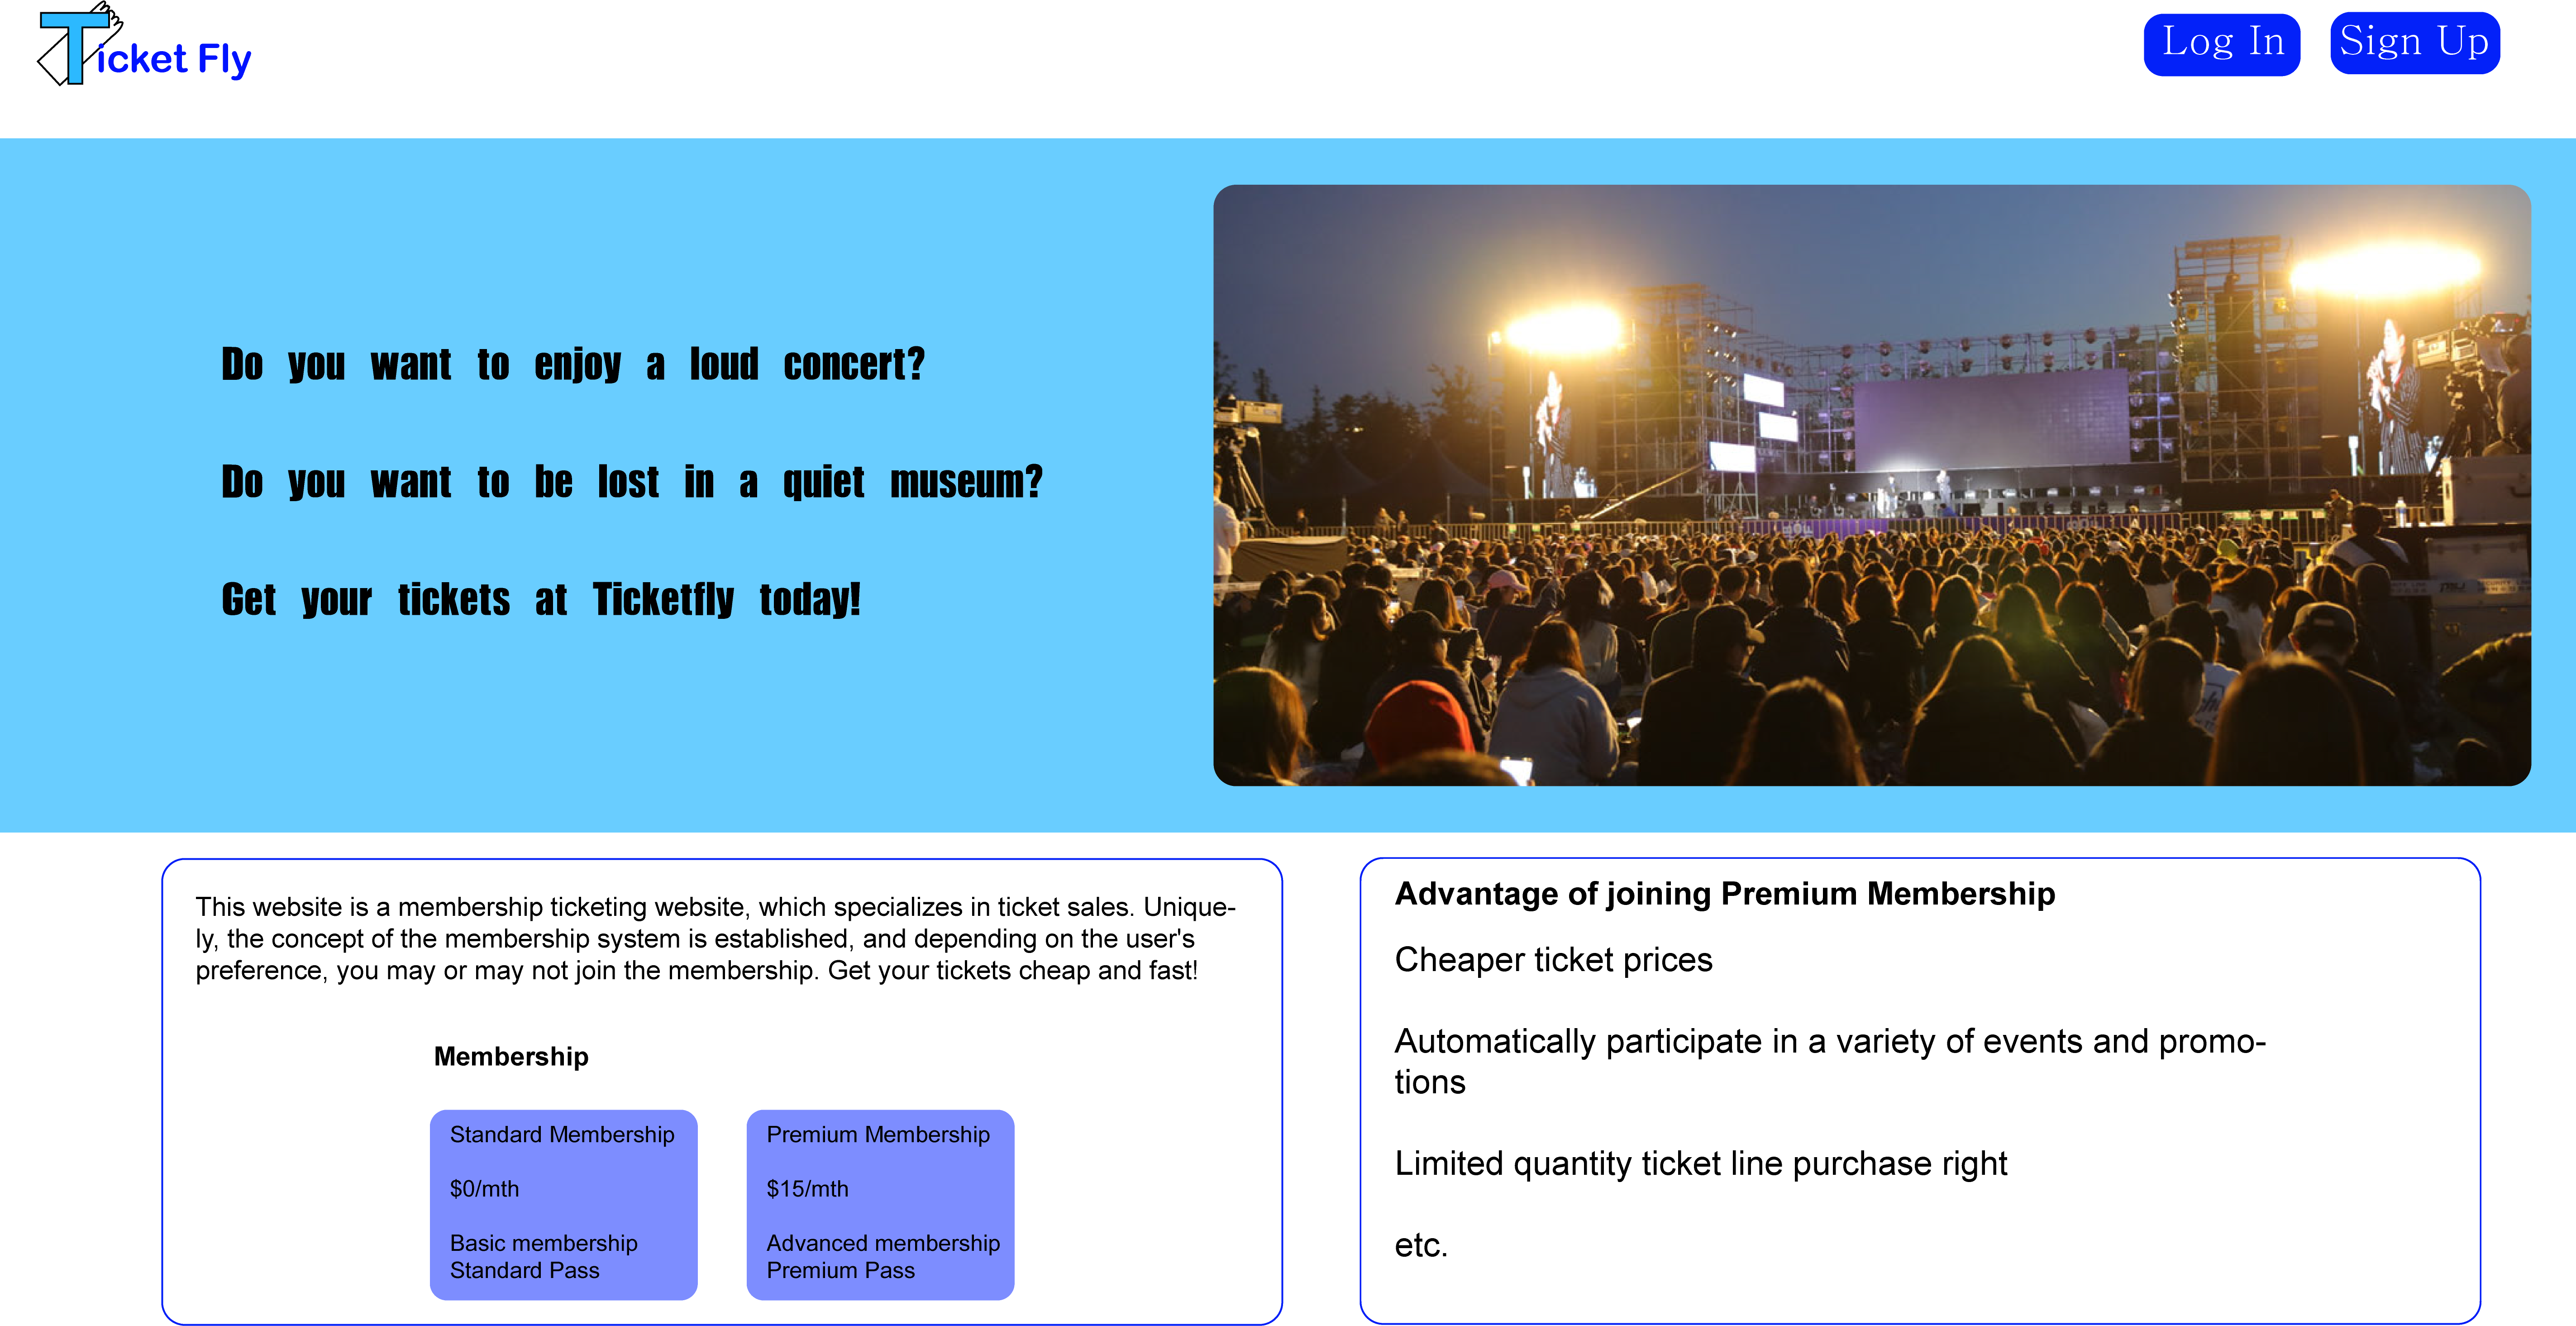 Ticket Fly
Log In
Sign Up
Do you want to enjoy a loud concert?
Do you want to be lost in a quiet museum?
Get your tickets at Ticketfly today!
This website is a membership ticketing website, which specializes in ticket sales. Unique-
ly, the concept of the membership system is established, and depending on the user's
preference, you may or may not join the membership. Get your tickets cheap and fast!
Membership
Standard Membership
$0/mth
Basic membership
Standard Pass
Premium Membership
$15/mth
Advanced membership
Premium Pass
Advantage of joining Premium Membership
Cheaper ticket prices
Automatically participate in a variety of events and promo-
tions
Limited quantity ticket line purchase right
etc.